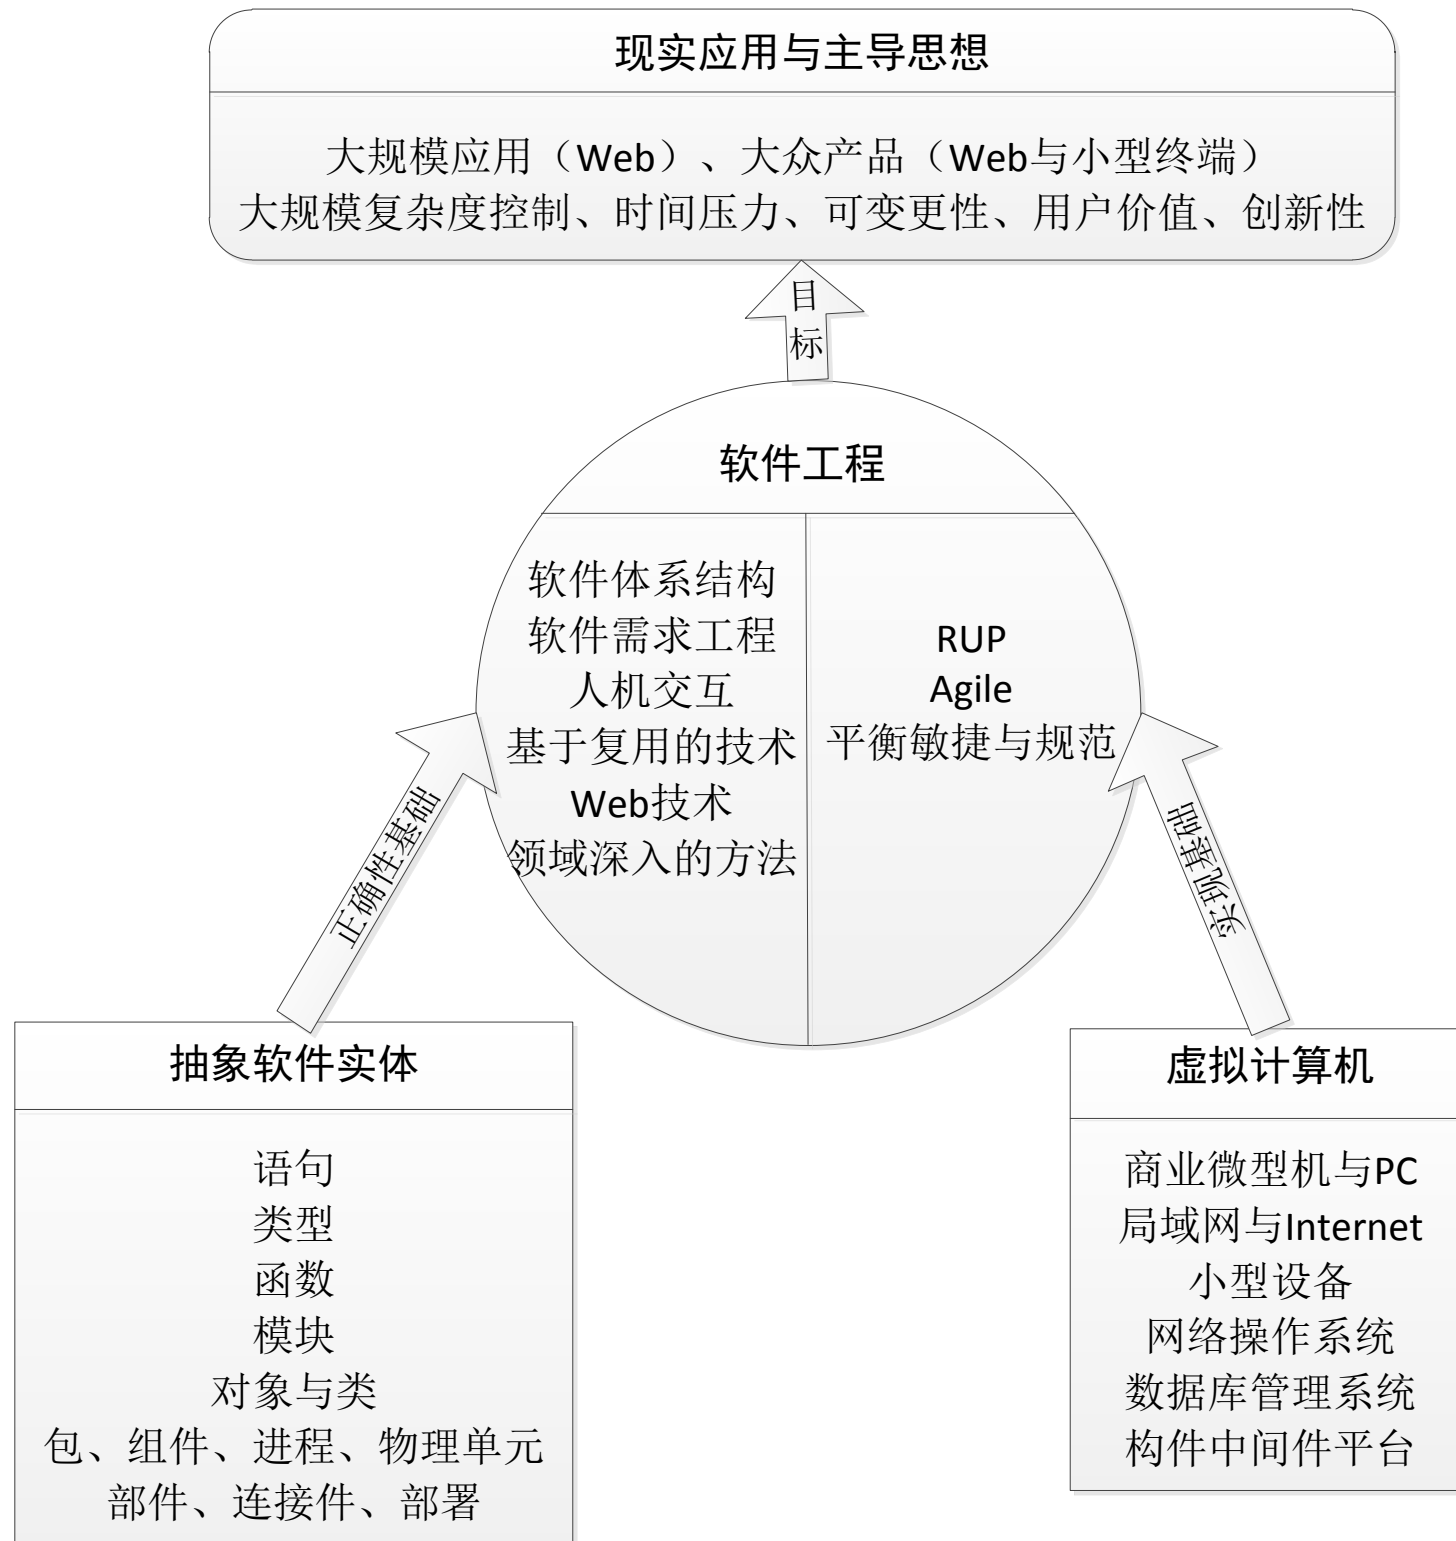 现实应用与主导思想
大规模应用（Web）、大众产品（Web与小型终端）
大规模复杂度控制、时间压力、可变更性、用户价值、创新性
目标
软件工程
软件体系结构
软件需求工程
人机交互
基于复用的技术
Web技术
领域深入的方法
RUP
Agile
平衡敏捷与规范
正确性基础
实现基础
抽象软件实体
语句
类型
函数
模块
对象与类
包、组件、进程、物理单元
部件、连接件、部署
虚拟计算机
商业微型机与PC
局域网与Internet
小型设备
网络操作系统
数据库管理系统
构件中间件平台